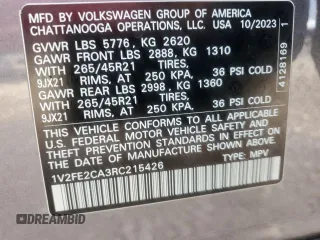 MFD BY VOLKSWAGEN GROUP OF AMERICA
CHATTANOOGA OPERATIONS, LLC. USA 10/2023
GVWR LBS 5776, KG 2620
GAWR FRONT LBS 2888, KG 1310
WITH 265/45R21 TIRES,
9JX21 RIMS, AT 250 KPA, 36 PSI COLD
GAWR REAR LBS 2998, KG 1360
WITH 265/45R21 TIRES,
9JX21 RIMS, AT 250 KPA, 36 PSI COLD
THIS VEHICLE CONFORMS TO ALL APPLICABLE
U.S. FEDERAL MOTOR VEHICLE SAFETY, BUMPER, AND
THEFT PREVENTION STANDARDS IN EFFECT ON THE
DATE OF MANUFACTURE SHOWN ABOVE
1V2FE2CA3RC215426 TYPE: MPV
4128169 1
AUTOBIDMASTER